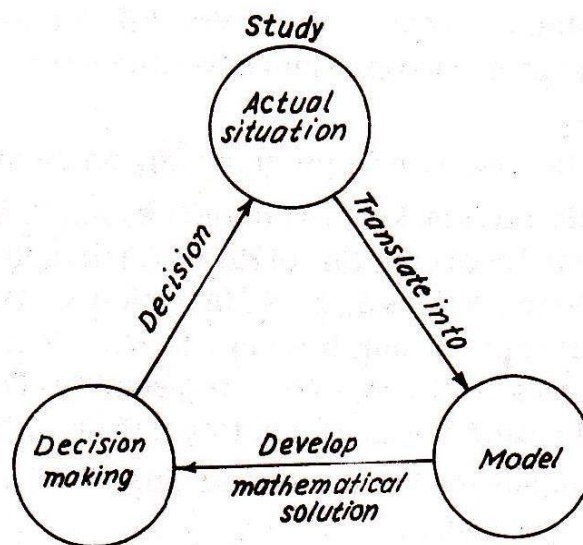 Study
Actual
situation
Translate into
Model
Develop
mathematical
solution
Decision
making
Decision